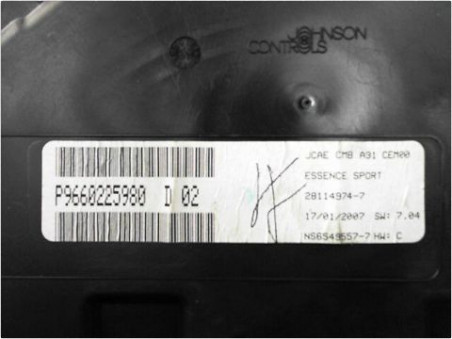 JOHNSON
CONTROLS
JCAE CMB A91 CEM00
ESSENCE SPORT
P9660225980 D 02
28114974-7
17/01/2007 SW: 7.04
NS6549557-7 HW: C